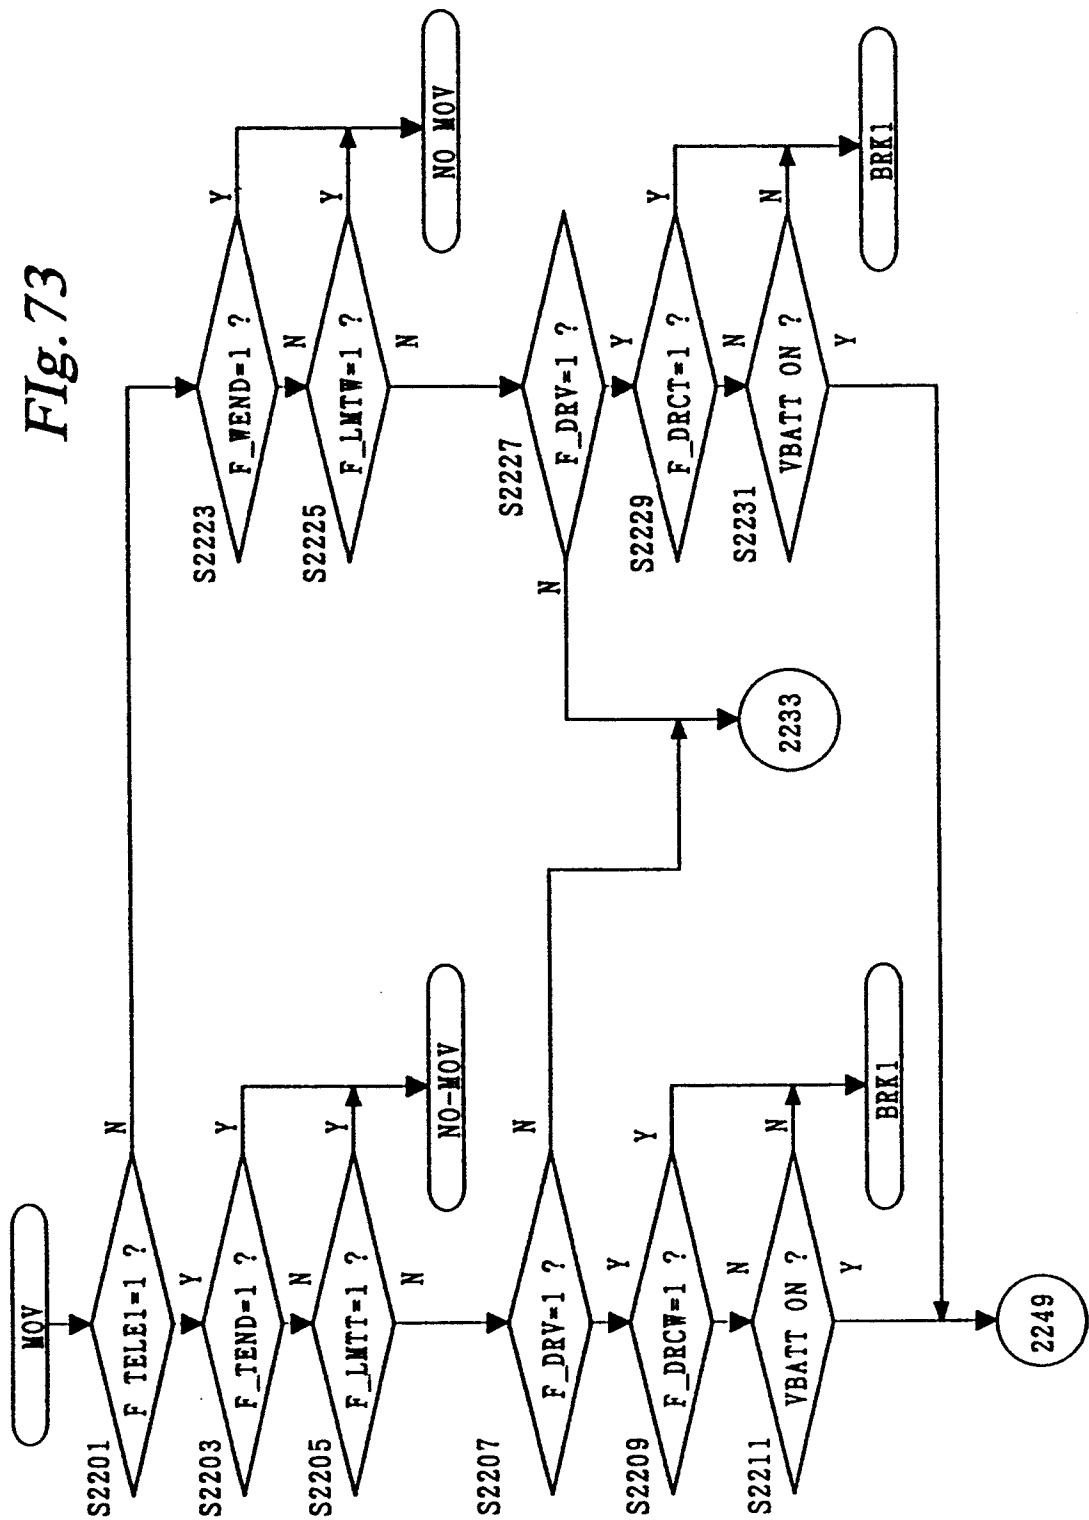 FIg. 73
MOV
S2201
F TELE1=1 ?
N
Y
S2203
F_TEND=1 ?
Y
N
S2205
F_LMTT=1 ?
Y
N
NO-MOV
S2207
F_DRV=1 ?
N
Y
S2209
F_DRCW=1 ?
Y
N
S2211
VBATT ON ?
N
Y
BRK1
2249
2233
S2223
F_WEND=1 ?
Y
N
S2225
F_LMTW=1 ?
Y
N
NO MOV
S2227
F_DRV=1 ?
N
Y
S2229
F_DRCT=1 ?
Y
N
S2231
VBATT ON ?
N
Y
BRK1